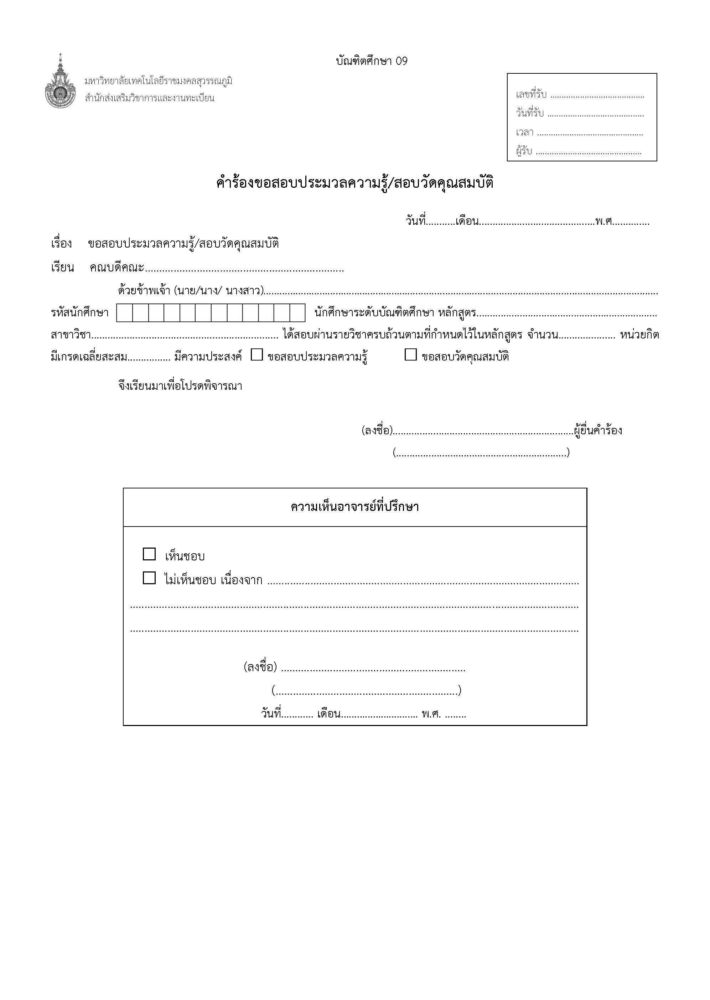 บัณฑิตศึกษา 09
มหาวิทยาลัยเทคโนโลยีราชมงคลสุวรรณภูมิ
สำนักส่งเสริมวิชาการและงานทะเบียน
เลขที่รับ .........................................
วันที่รับ ..........................................
เวลา ..............................................
ผู้รับ ..............................................
คำร้องขอสอบประมวลความรู้/สอบวัดคุณสมบัติ
วันที่...........เดือน...........................................พ.ศ..............
เรื่อง ขอสอบประมวลความรู้/สอบวัดคุณสมบัติ
เรียน คณบดีคณะ.....................................................................
ด้วยข้าพเจ้า (นาย/นาง/ นางสาว)....................................................................................................
รหัสนักศึกษา นักศึกษาระดับบัณฑิตศึกษา หลักสูตร...................................................................
สาขาวิชา..................................................................... ได้สอบผ่านรายวิชาครบถ้วนตามที่กำหนดไว้ในหลักสูตร จำนวน..................... หน่วยกิต
มีเกรดเฉลี่ยสะสม................ มีความประสงค์ ☐ ขอสอบประมวลความรู้ ☐ ขอสอบวัดคุณสมบัติ
จึงเรียนมาเพื่อโปรดพิจารณา
(ลงชื่อ)...................................................................ผู้ยื่นคำร้อง
(...............................................................)
ความเห็นอาจารย์ที่ปรึกษา
☐ เห็นชอบ
☐ ไม่เห็นชอบ เนื่องจาก ............................................................................................................
............................................................................................................................................................
............................................................................................................................................................
(ลงชื่อ) ................................................................
(...............................................................)
วันที่............ เดือน............................. พ.ศ. ........